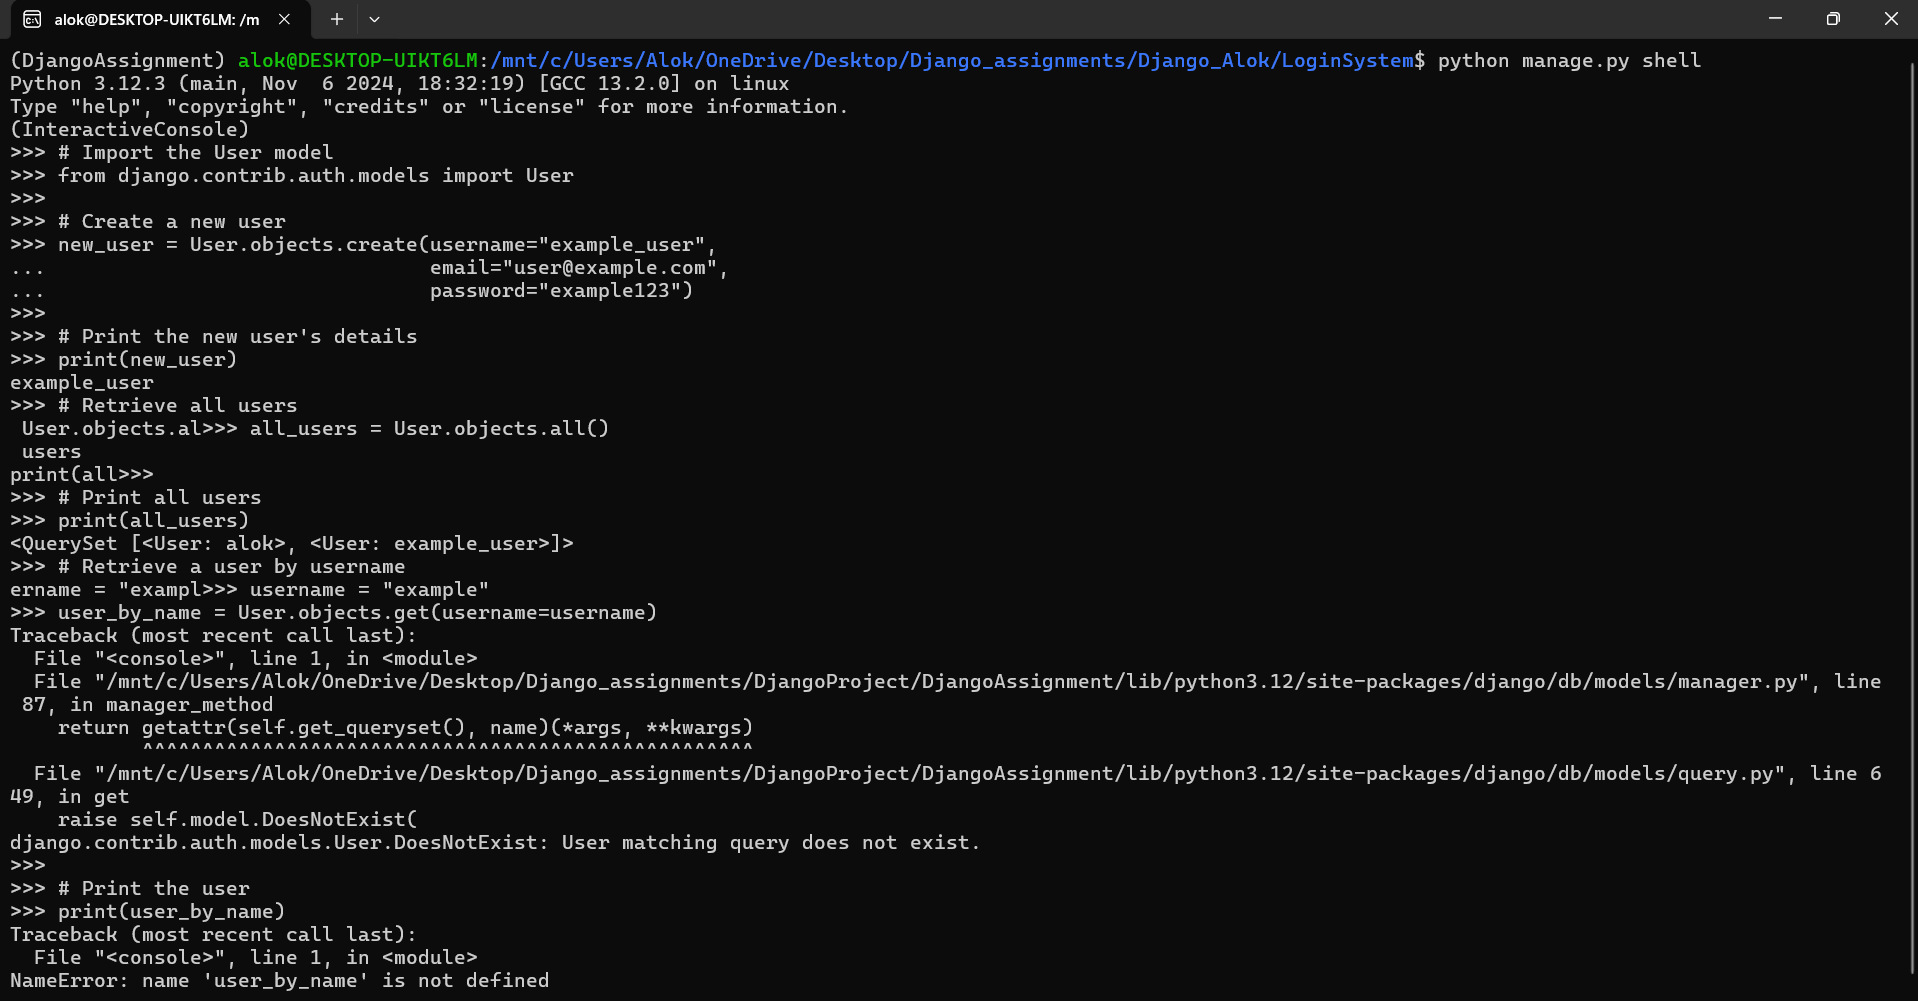 alok@DESKTOP-UIKT6LM: /m
(DjangoAssignment) alok@DESKTOP-UIKT6LM:/mnt/c/Users/Alok/OneDrive/Desktop/Django_assignments/Django_Alok/LoginSystem$ python manage.py shell
Python 3.12.3 (main, Nov  6 2024, 18:32:19) [GCC 13.2.0] on linux
Type "help", "copyright", "credits" or "license" for more information.
(InteractiveConsole)
>>> # Import the User model
>>> from django.contrib.auth.models import User
>>>
>>> # Create a new user
>>> new_user = User.objects.create(username="example_user",
...                                email="user@example.com",
...                                password="example123")
>>>
>>> # Print the new user's details
>>> print(new_user)
example_user
>>> # Retrieve all users
 User.objects.al>>> all_users = User.objects.all()
 users
print(all>>>
>>> # Print all users
>>> print(all_users)
<QuerySet [<User: alok>, <User: example_user>]>
>>> # Retrieve a user by username
ername = "exampl>>> username = "example"
>>> user_by_name = User.objects.get(username=username)
Traceback (most recent call last):
  File "<console>", line 1, in <module>
  File "/mnt/c/Users/Alok/OneDrive/Desktop/Django_assignments/DjangoProject/DjangoAssignment/lib/python3.12/site-packages/django/db/models/manager.py", line
 87, in manager_method
    return getattr(self.get_queryset(), name)(*args, **kwargs)
           ^^^^^^^^^^^^^^^^^^^^^^^^^^^^^^^^^^^^^^^^^^^^^^^^^^^
  File "/mnt/c/Users/Alok/OneDrive/Desktop/Django_assignments/DjangoProject/DjangoAssignment/lib/python3.12/site-packages/django/db/models/query.py", line 6
49, in get
    raise self.model.DoesNotExist(
django.contrib.auth.models.User.DoesNotExist: User matching query does not exist.
>>>
>>> # Print the user
>>> print(user_by_name)
Traceback (most recent call last):
  File "<console>", line 1, in <module>
NameError: name 'user_by_name' is not defined